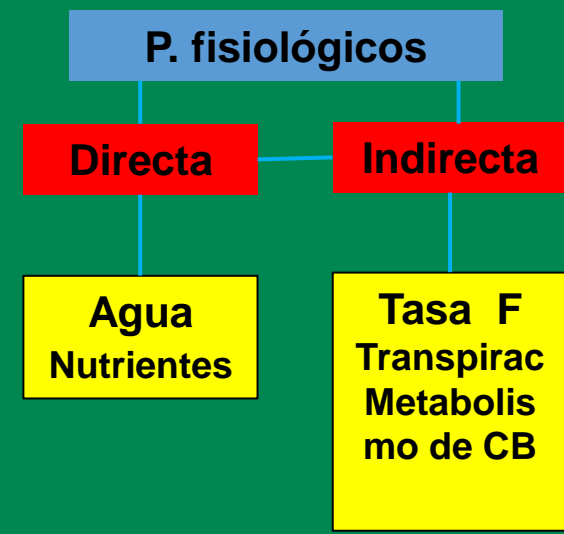 P. fisiológicos
Directa
Indirecta
Agua
Nutrientes
Tasa F
Transpirac
Metabolis
mo de CB